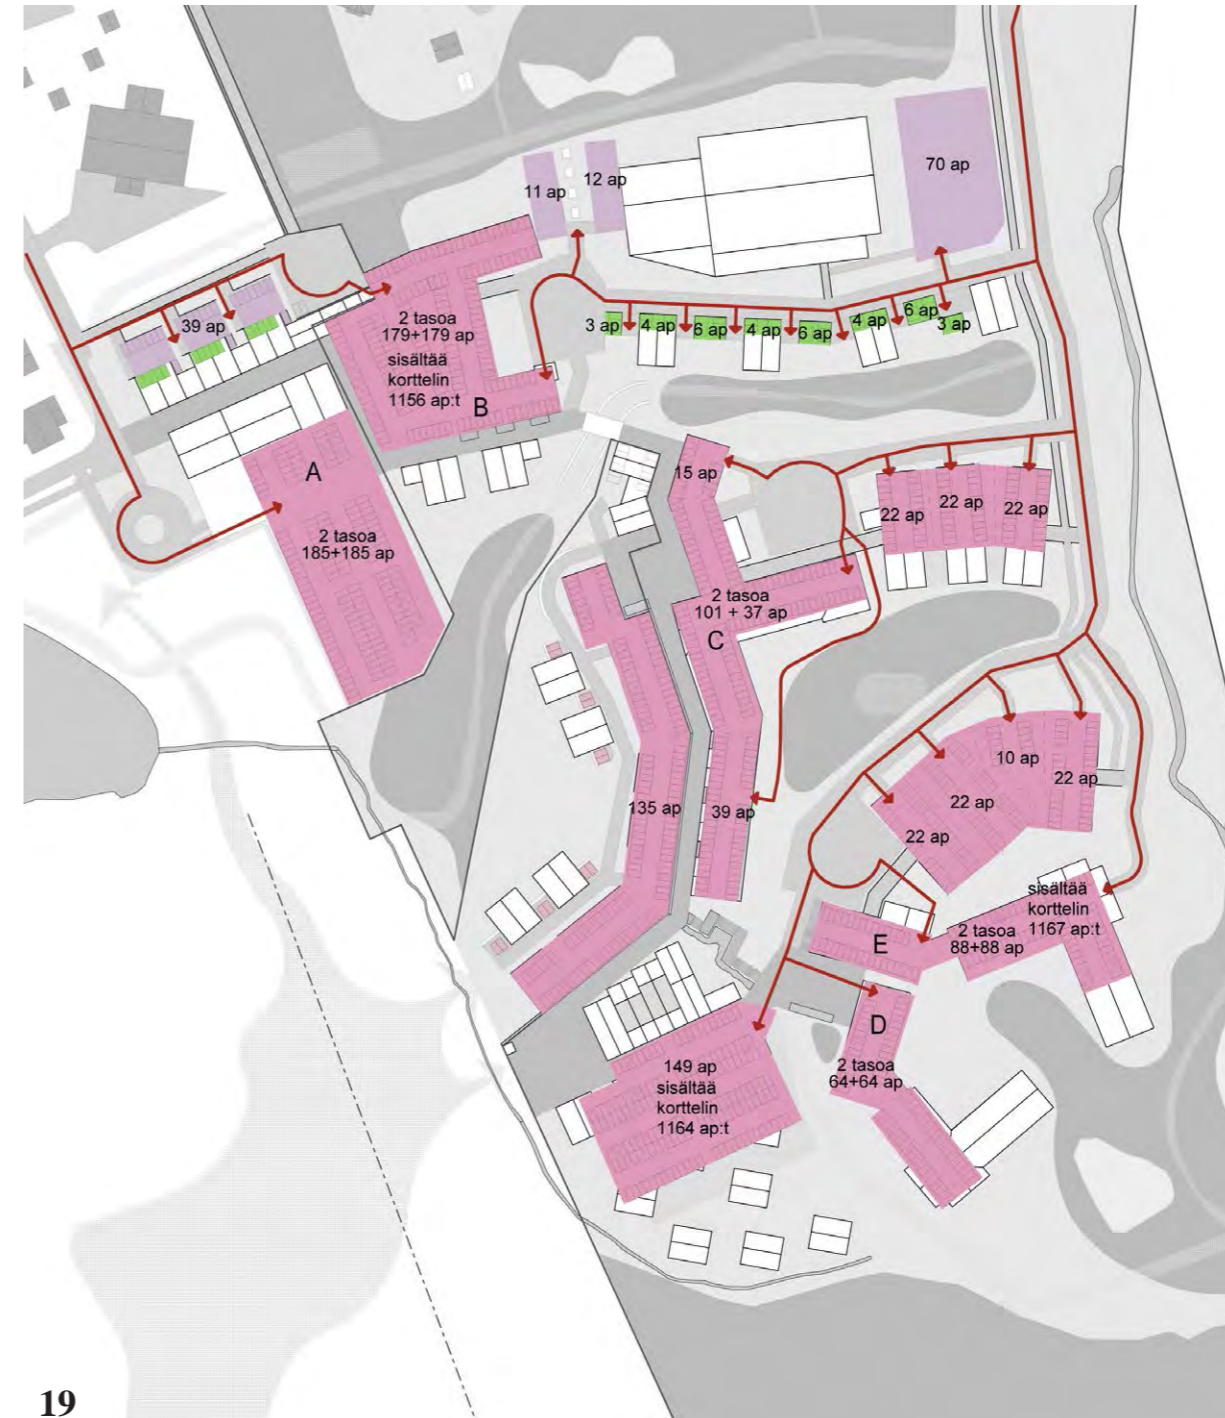 11 ap
12 ap
70 ap
39 ap
2 tasoa
179+179 ap
sisältää
korttelin
1156 ap:t
B
3 ap
4 ap
6 ap
4 ap
6 ap
4 ap
6 ap
3 ap
A
2 tasoa
185+185 ap
15 ap
22 ap
22 ap
22 ap
2 tasoa
101 + 37 ap
C
135 ap
39 ap
10 ap
22 ap
22 ap
22 ap
sisältää
korttelin
1167 ap:t
2 tasoa
88+88 ap
E
D
2 tasoa
64+64 ap
149 ap
sisältää
korttelin
1164 ap:t
19